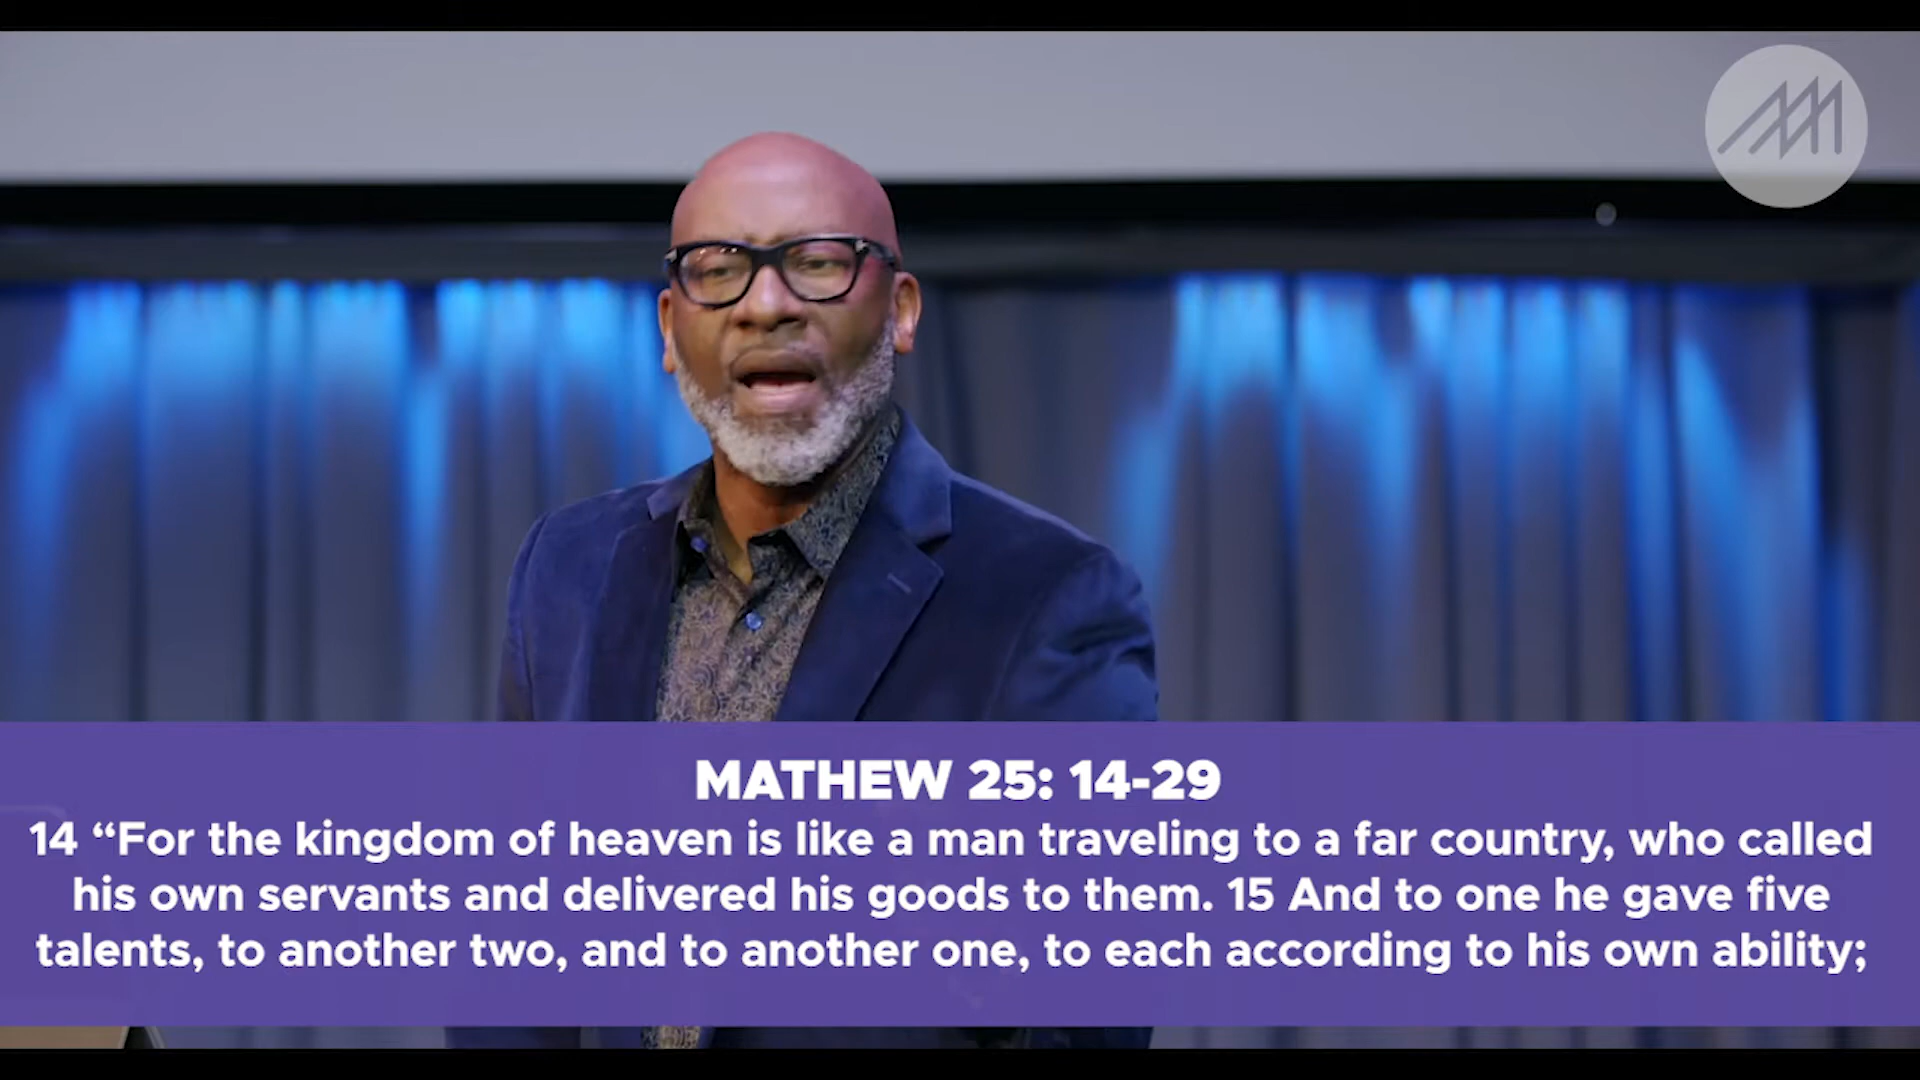 MATHEW 25: 14-29
14 “For the kingdom of heaven is like a man traveling to a far country, who called
his own servants and delivered his goods to them. 15 And to one he gave five
talents, to another two, and to another one, to each according to his own ability;